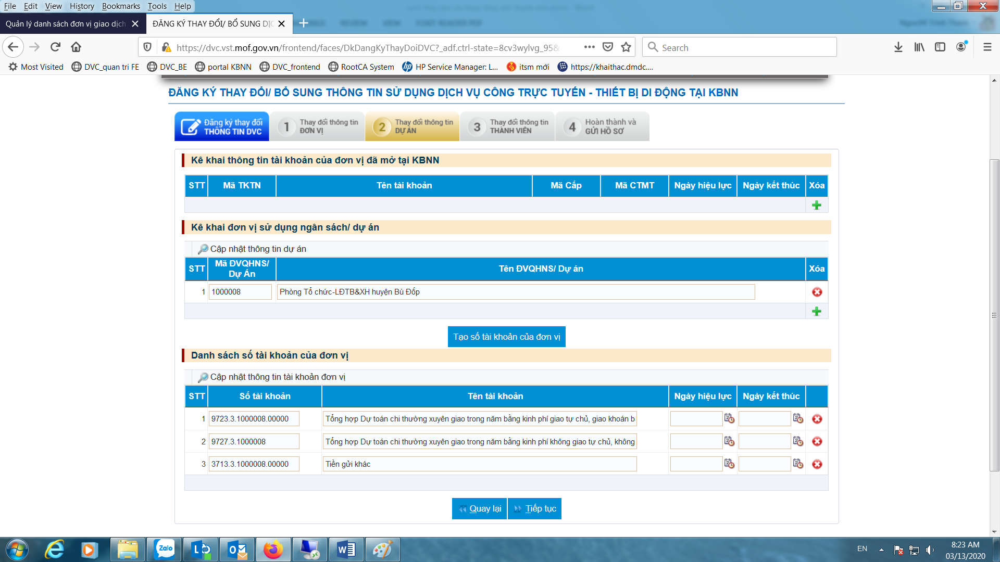 File Edit View History Bookmarks Tools Help
Quản lý danh sách đơn vị giao dịch
ĐĂNG KÝ THAY ĐỔI/ BỔ SUNG DỊC
https://dvc.vst.mof.gov.vn/frontend/faces/DkDangKyThayDoiDVC?_adf.ctrl-state=8cv3wylvg_95&
Search
Most Visited DVC_quan tri FE DVC_BE portal KBNN DVC_frontend RootCA System HP Service Manager: L... itsm mới https://khaithac.dmdc....
ĐĂNG KÝ THAY ĐỔI/ BỔ SUNG THÔNG TIN SỬ DỤNG DỊCH VỤ CÔNG TRỰC TUYẾN - THIẾT BỊ DI ĐỘNG TẠI KBNN
Đăng ký thay đổi
THÔNG TIN DVC
1 Thay đổi thông tin
ĐƠN VỊ
2 Thay đổi thông tin
DỰ ÁN
3 Thay đổi thông tin
THÀNH VIÊN
4 Hoàn thành và
GỬI HỒ SƠ
Kê khai thông tin tài khoản của đơn vị đã mở tại KBNN
STT Mã TKTN Tên tài khoản Mã Cấp Mã CTMT Ngày hiệu lực Ngày kết thúc Xóa
Kê khai đơn vị sử dụng ngân sách/ dự án
Cập nhật thông tin dự án
STT Mã ĐVQHNS/ Dự Án Tên ĐVQHNS/ Dự án Xóa
1 1000008 Phòng Tổ chức-LĐTB&XH huyện Bù Đốp
Tạo số tài khoản của đơn vị
Danh sách số tài khoản của đơn vị
Cập nhật thông tin tài khoản đơn vị
STT Số tài khoản Tên tài khoản Ngày hiệu lực Ngày kết thúc
1 9723.3.1000008.00000 Tổng hợp Dự toán chi thường xuyên giao trong năm bằng kinh phí giao tự chủ, giao khoán b
2 9727.3.1000008 Tổng hợp Dự toán chi thường xuyên giao trong năm bằng kinh phí không giao tự chủ, không
3 3713.3.1000008.00000 Tiền gửi khác
Quay lại Tiếp tục
Zalo
EN
8:23 AM
03/13/2020